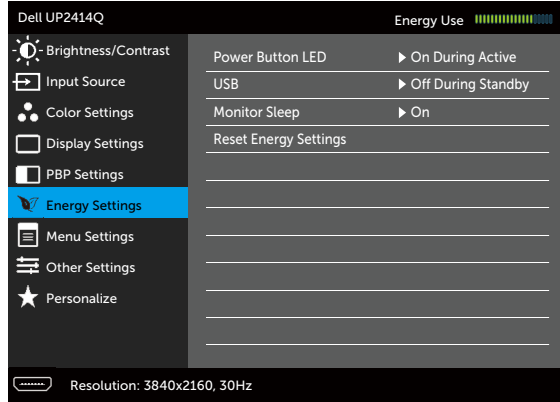 Dell UP2414Q Energy Use
Brightness/Contrast
Input Source
Color Settings
Display Settings
PBP Settings
Energy Settings
Menu Settings
Other Settings
Personalize
Power Button LED On During Active
USB Off During Standby
Monitor Sleep On
Reset Energy Settings
Resolution: 3840x2160, 30Hz